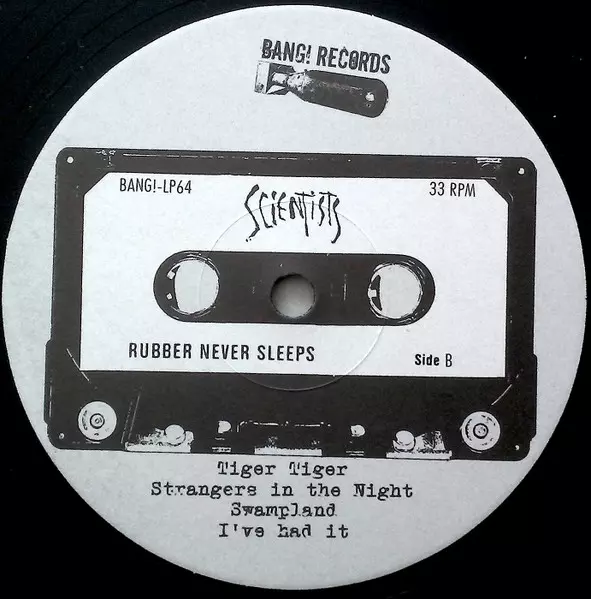 BANG! RECORDS
BANG!-LP64
SCiENTiSTS
33 RPM
RUBBER NEVER SLEEPS
Side B
Tiger Tiger
Strangers in the Night
Swampland
I've had it